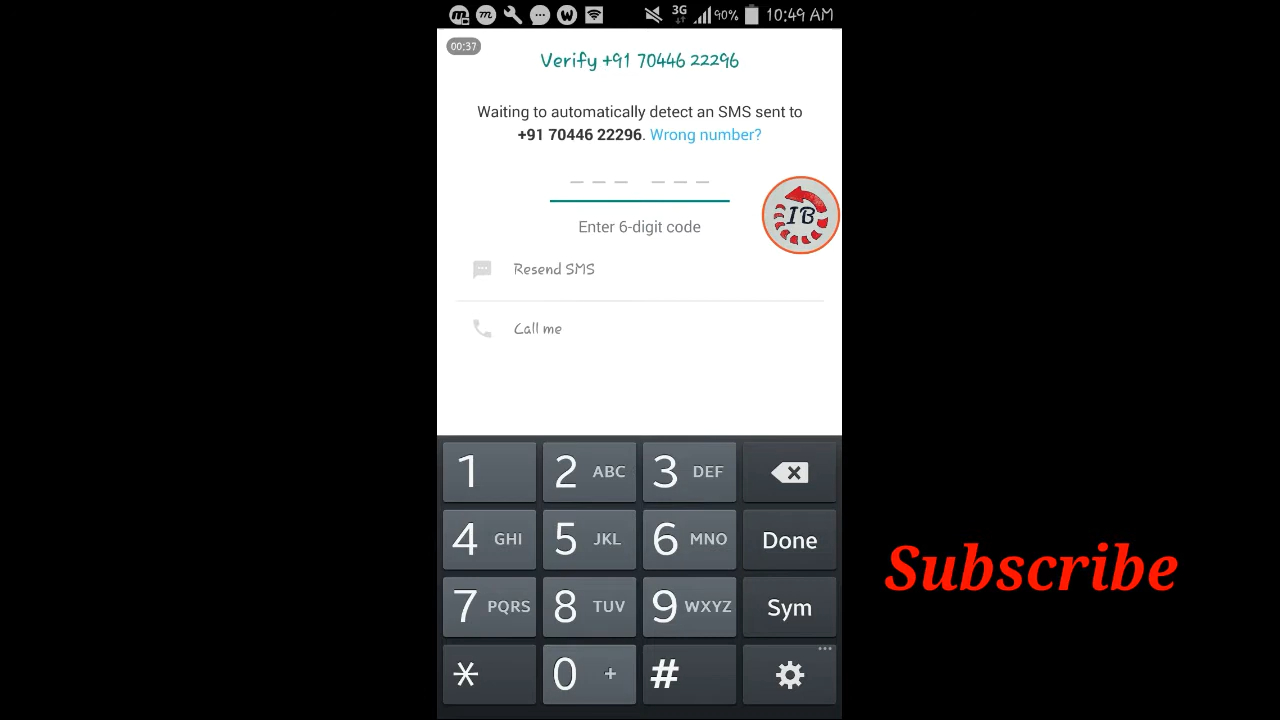 3G 90% 10:49 AM
00:37
Verify +91 70446 22296
Waiting to automatically detect an SMS sent to
+91 70446 22296. Wrong number?
IB
Enter 6-digit code
Resend SMS
Call me
1 2 ABC 3 DEF
4 GHI 5 JKL 6 MNO Done
7 PQRS 8 TUV 9 WXYZ Sym
* 0 + #
Subscribe